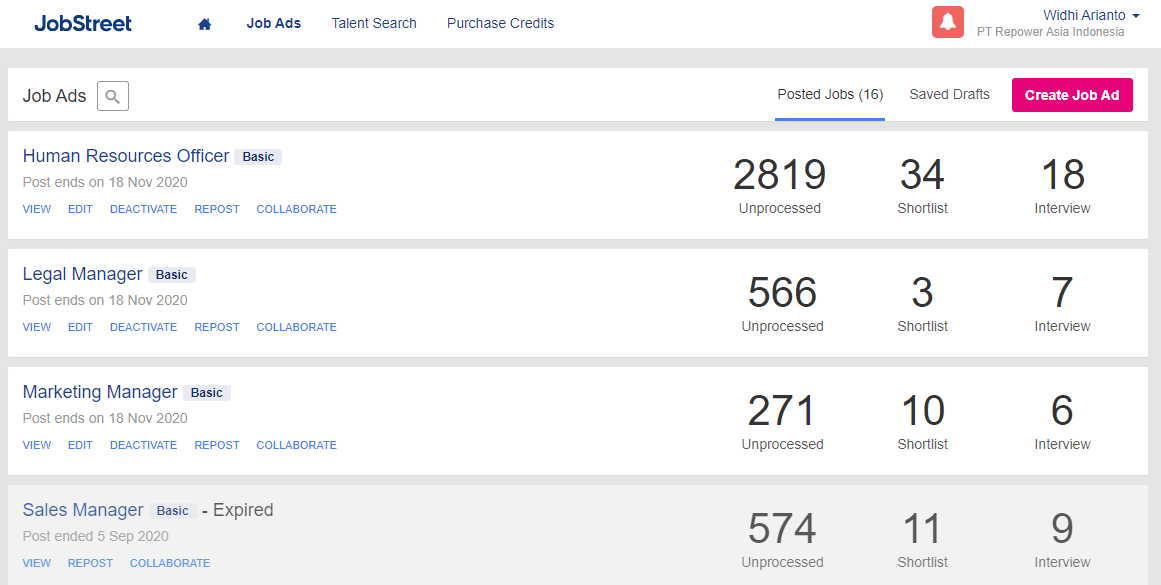 JobStreet Job Ads Talent Search Purchase Credits Widhi Arianto
PT Repower Asia Indonesia
Job Ads Posted Jobs (16) Saved Drafts Create Job Ad
Human Resources Officer Basic
Post ends on 18 Nov 2020
VIEW EDIT DEACTIVATE REPOST COLLABORATE
2819 34 18
Unprocessed Shortlist Interview
Legal Manager Basic
Post ends on 18 Nov 2020
VIEW EDIT DEACTIVATE REPOST COLLABORATE
566 3 7
Unprocessed Shortlist Interview
Marketing Manager Basic
Post ends on 18 Nov 2020
VIEW EDIT DEACTIVATE REPOST COLLABORATE
271 10 6
Unprocessed Shortlist Interview
Sales Manager Basic - Expired
Post ended 5 Sep 2020
VIEW REPOST COLLABORATE
574 11 9
Unprocessed Shortlist Interview